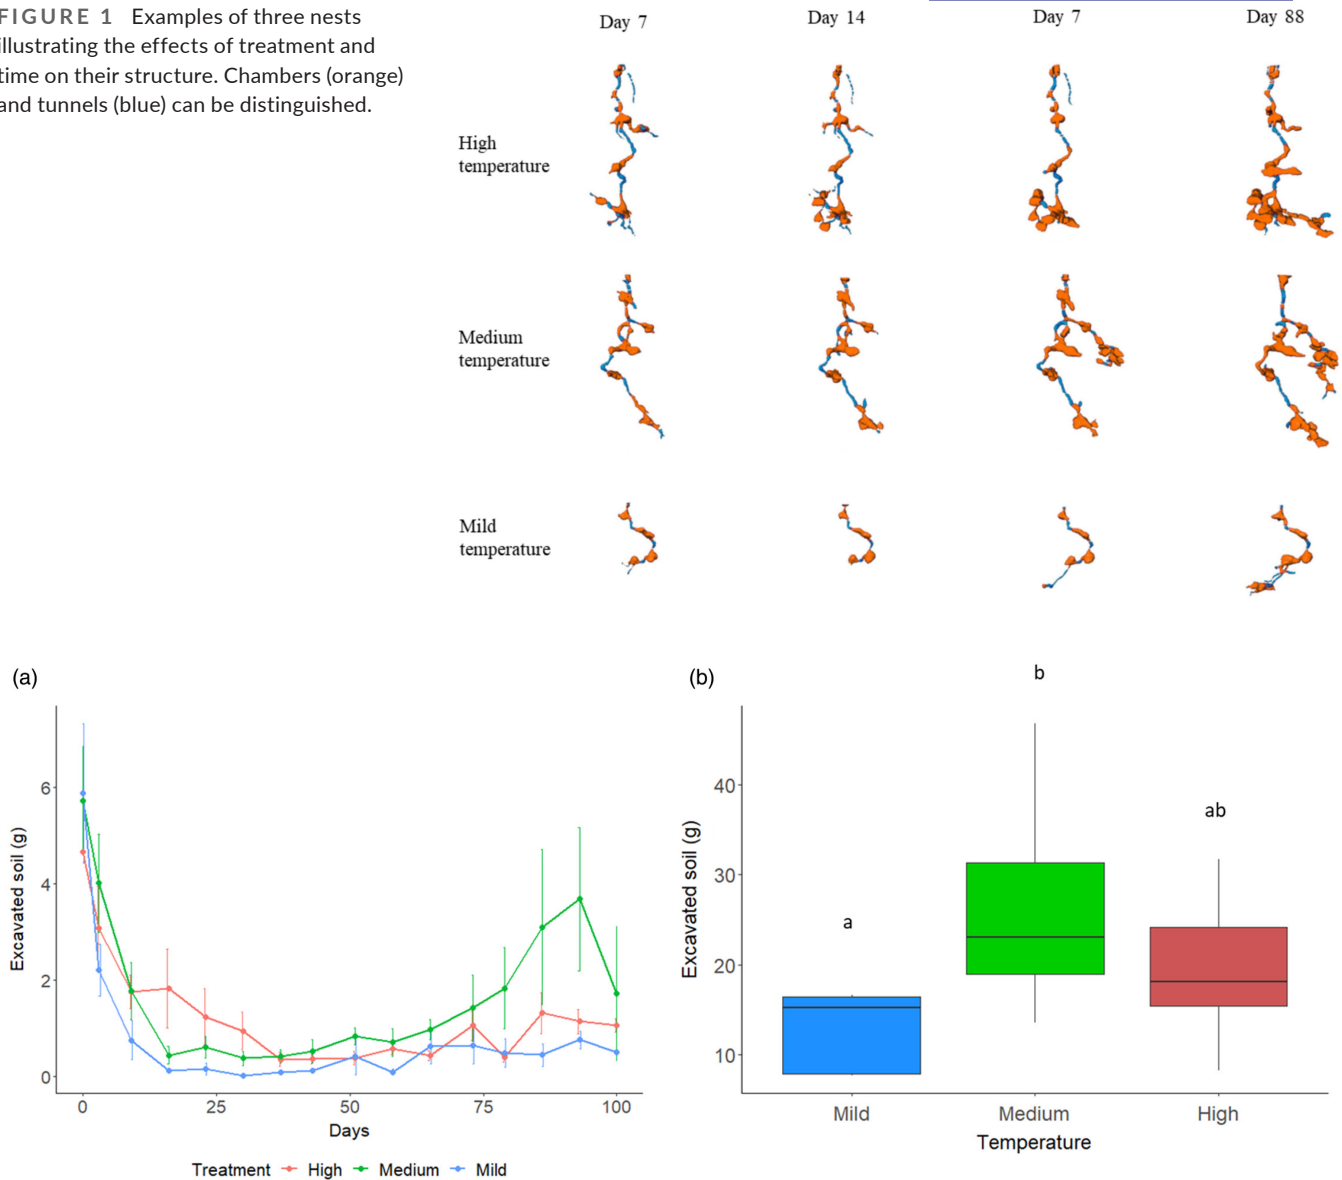 FIGURE 1 Examples of three nests
illustrating the effects of treatment and
time on their structure. Chambers (orange)
and tunnels (blue) can be distinguished.
Day 7
Day 14
Day 7
Day 88
High
temperature
Medium
temperature
Mild
temperature
(a)
Excavated soil (g)
6
4
2
0
0
25
50
75
100
Days
Treatment High Medium Mild
(b)
b
ab
a
Excavated soil (g)
40
30
20
10
Mild
Medium
High
Temperature